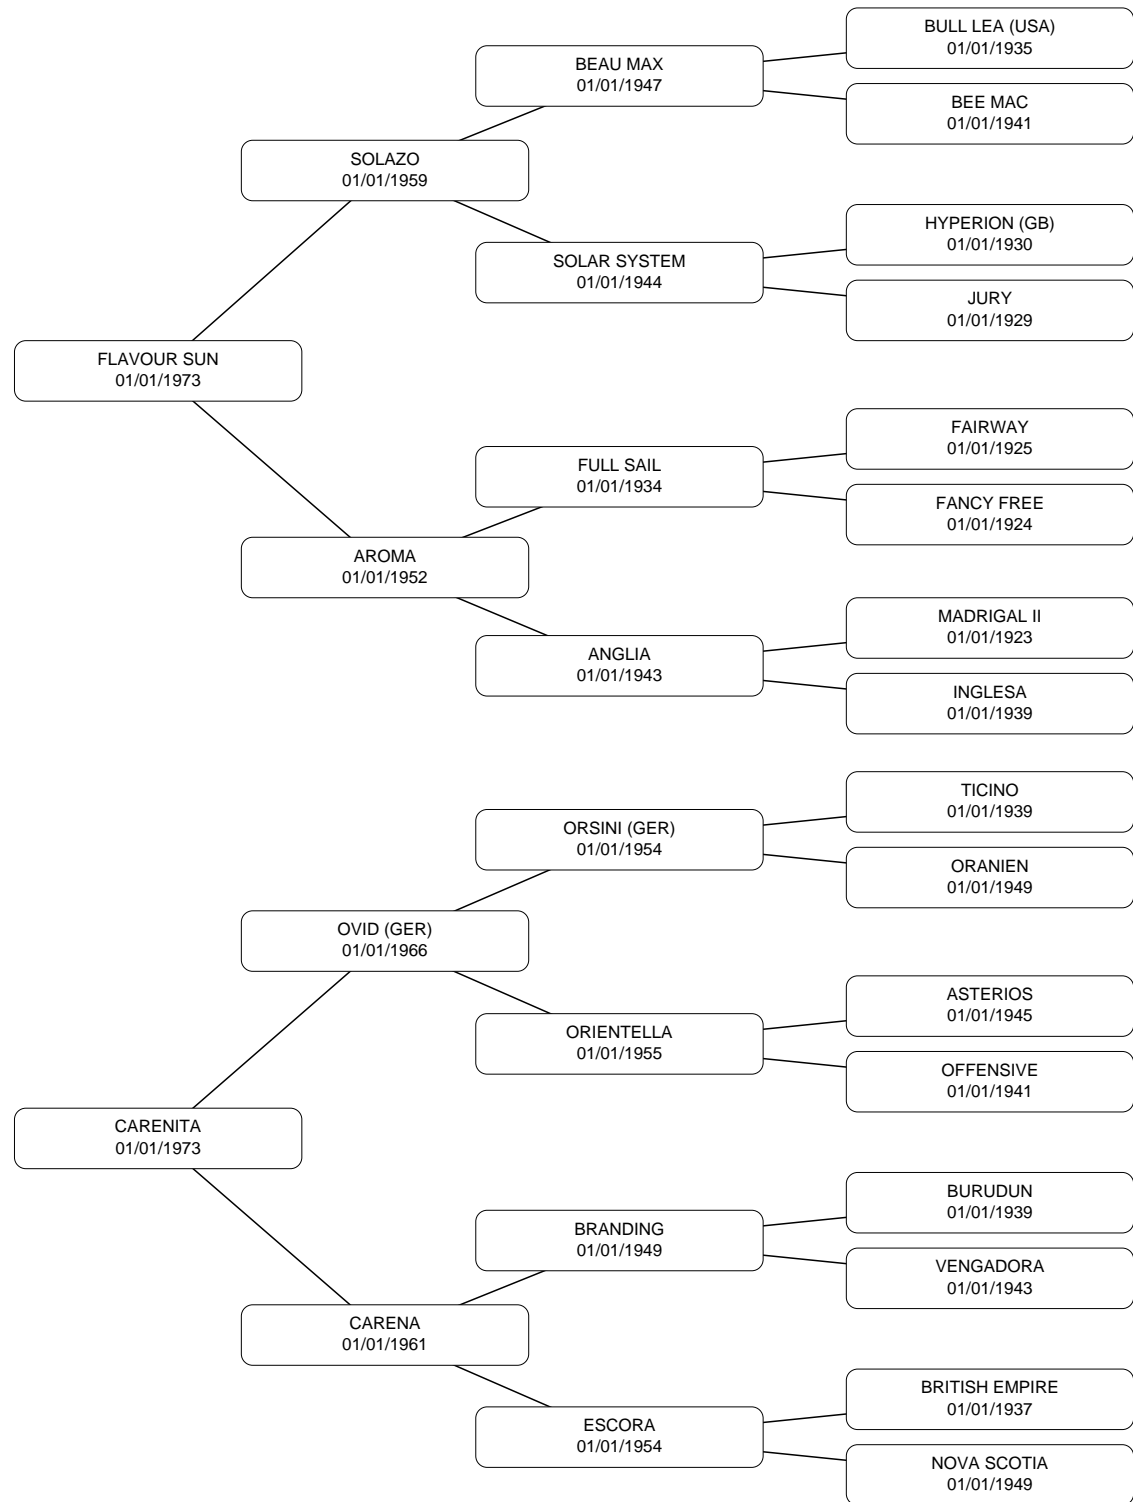 BULL LEA (USA)
01/01/1935
BEAU MAX
01/01/1947
BEE MAC
01/01/1941
SOLAZO
01/01/1959
HYPERION (GB)
01/01/1930
SOLAR SYSTEM
01/01/1944
JURY
01/01/1929
FLAVOUR SUN
01/01/1973
FAIRWAY
01/01/1925
FULL SAIL
01/01/1934
FANCY FREE
01/01/1924
AROMA
01/01/1952
MADRIGAL II
01/01/1923
ANGLIA
01/01/1943
INGLESA
01/01/1939
TICINO
01/01/1939
ORSINI (GER)
01/01/1954
ORANIEN
01/01/1949
OVID (GER)
01/01/1966
ASTERIOS
01/01/1945
ORIENTELLA
01/01/1955
OFFENSIVE
01/01/1941
CARENITA
01/01/1973
BURUDUN
01/01/1939
BRANDING
01/01/1949
VENGADORA
01/01/1943
CARENA
01/01/1961
BRITISH EMPIRE
01/01/1937
ESCORA
01/01/1954
NOVA SCOTIA
01/01/1949